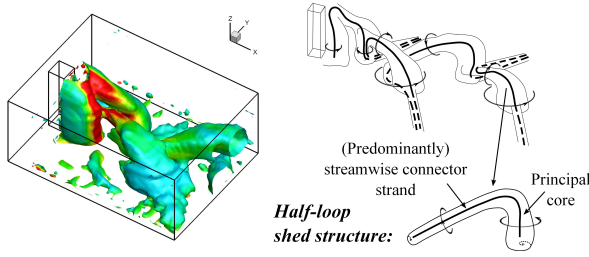 Z
Y
X
(Predominantly)
streamwise connector
strand
Principal
core
Half-loop
shed structure: